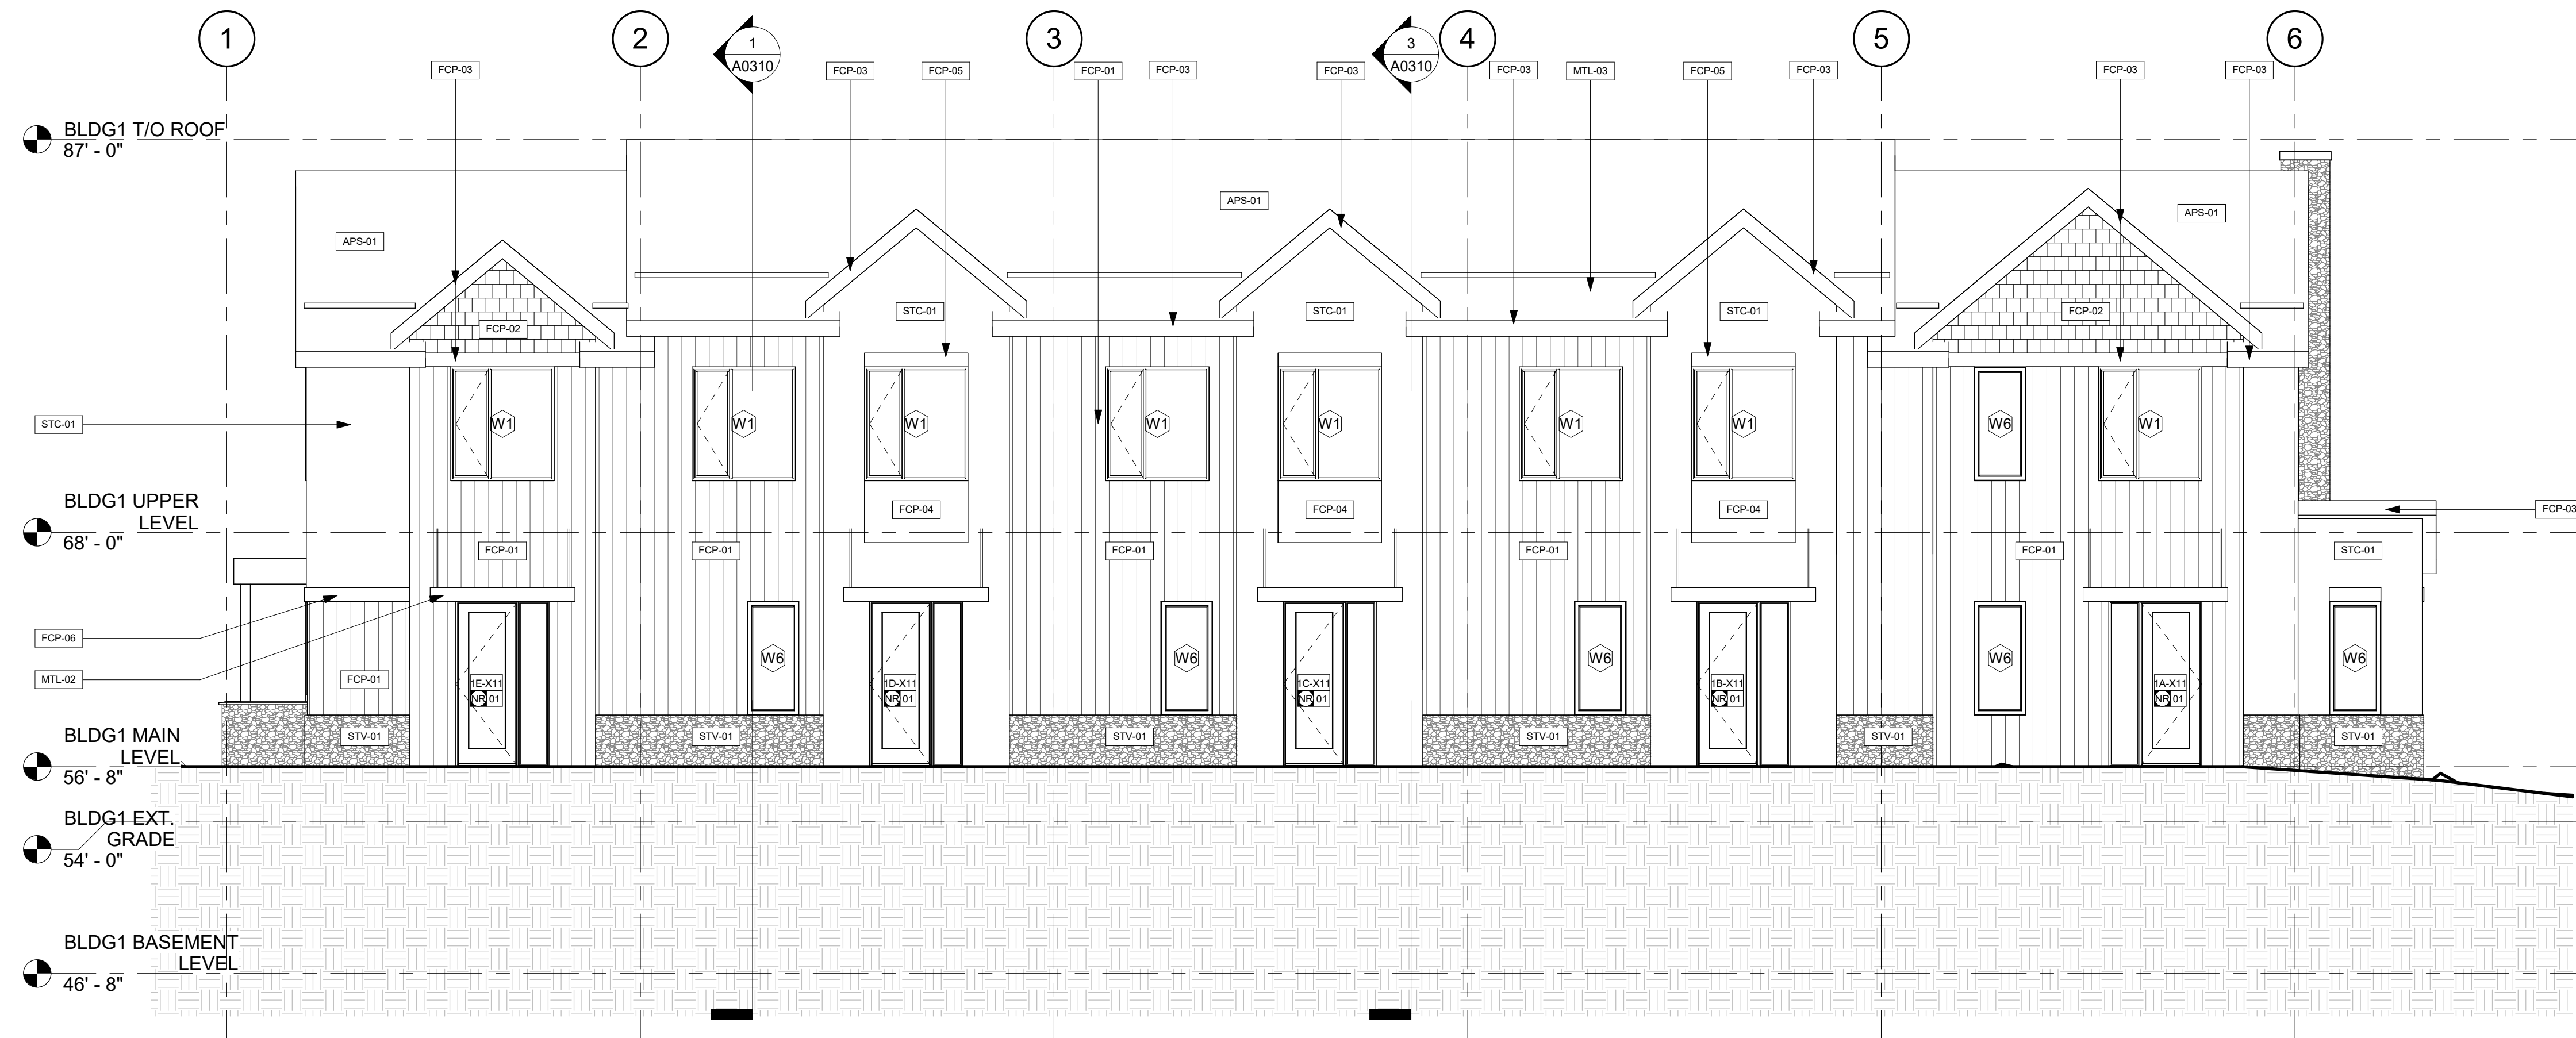 1
2
1
A0310
3
3
A0310
4
5
6
FCP-03
FCP-03
FCP-05
FCP-01
FCP-03
FCP-03
FCP-03
MTL-03
FCP-05
FCP-03
FCP-03
FCP-03
BLDG1 T/O ROOF
87' - 0"
APS-01
APS-01
APS-01
FCP-02
STC-01
STC-01
STC-01
FCP-02
STC-01
W1
W1
W1
W1
W1
W1
W1
W6
W1
BLDG1 UPPER
LEVEL
68' - 0"
FCP-04
FCP-04
FCP-04
FCP-03
FCP-01
FCP-01
FCP-01
FCP-01
FCP-01
STC-01
FCP-06
MTL-02
FCP-01
W6
W6
W6
W6
W6
1E-X11
NR 01
1D-X11
NR 01
1C-X11
NR 01
1B-X11
NR 01
1A-X11
NR 01
STV-01
STV-01
STV-01
STV-01
STV-01
STV-01
BLDG1 MAIN
LEVEL
56' - 8"
BLDG1 EXT.
GRADE
54' - 0"
BLDG1 BASEMENT
LEVEL
46' - 8"